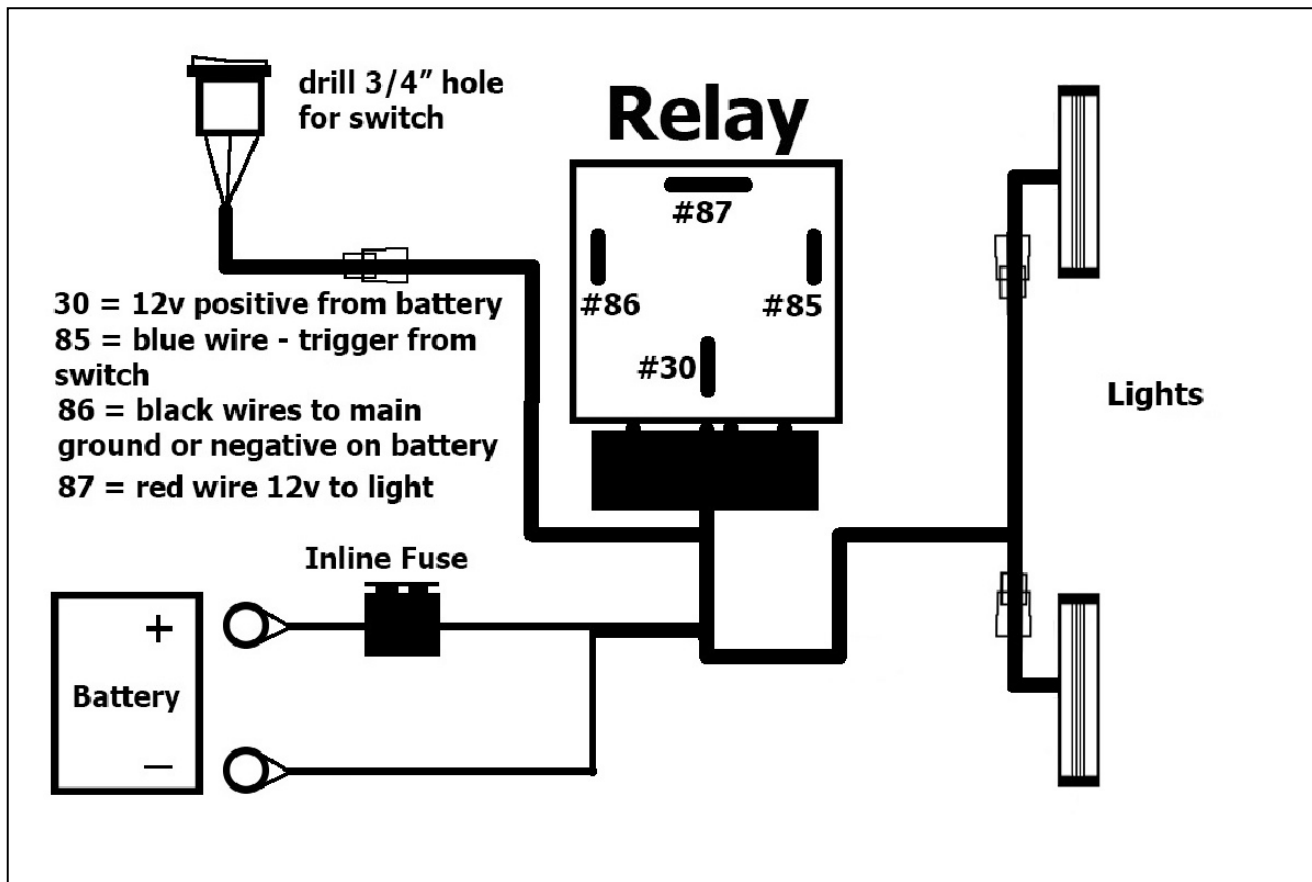 drill 3/4" hole
for switch
Relay
#87
#86
#85
#30
30 = 12v positive from battery
85 = blue wire - trigger from
switch
86 = black wires to main
ground or negative on battery
87 = red wire 12v to light
Lights
Inline Fuse
+
Battery
–